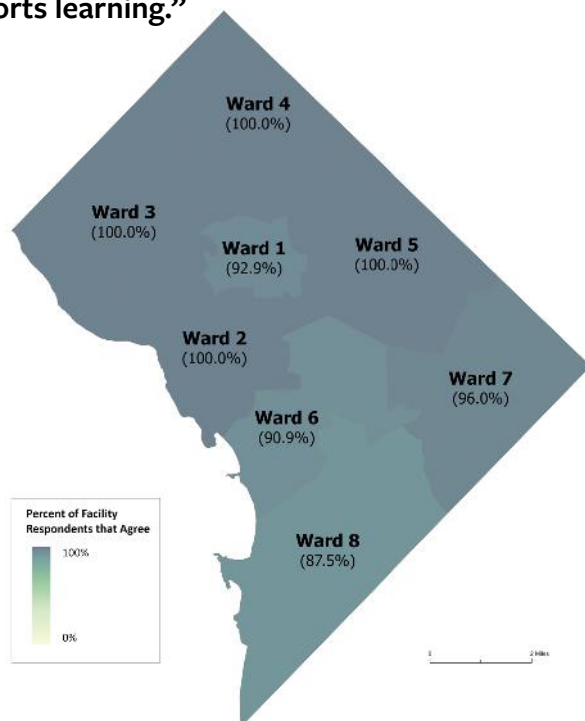 orts learning.”
Ward 4
(100.0%)
Ward 3
(100.0%)
Ward 1
(92.9%)
Ward 5
(100.0%)
Ward 2
(100.0%)
Ward 7
(96.0%)
Ward 6
(90.9%)
Ward 8
(87.5%)
Percent of Facility
Respondents that Agree
100%
0%
0 2 Miles